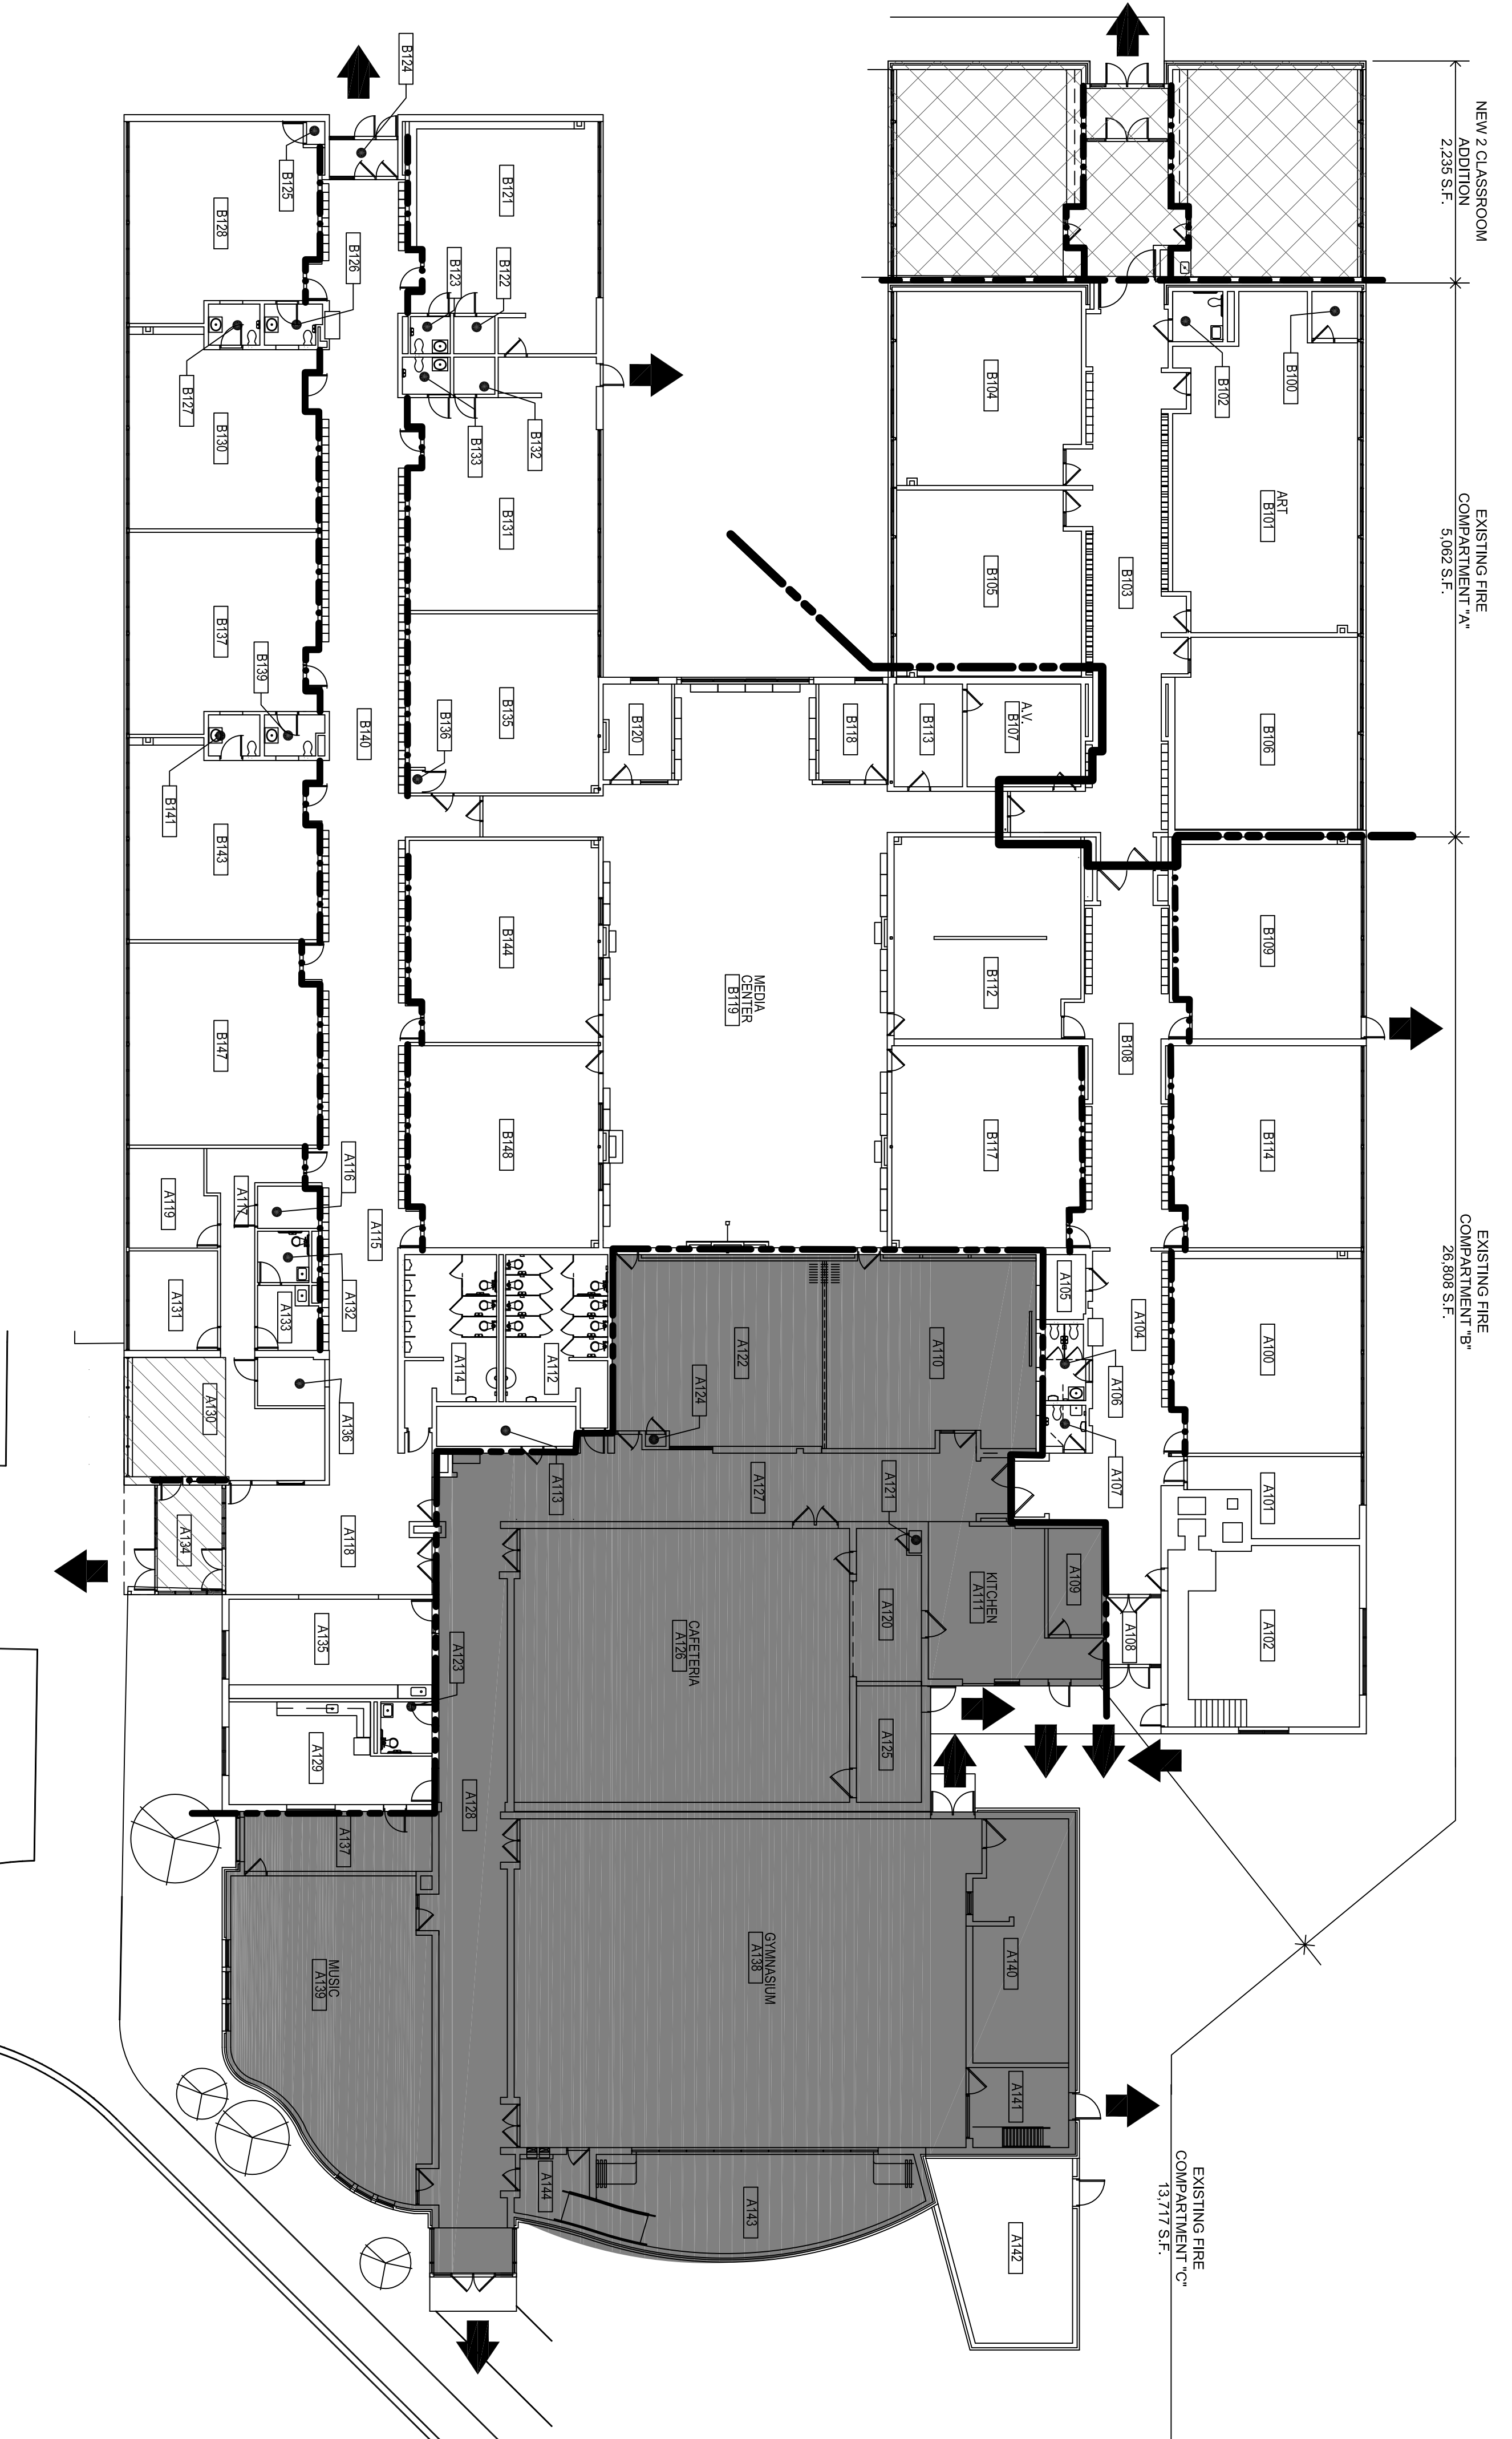 NEW 2 CLASSROOM
ADDITION
2,235 S.F.
EXISTING FIRE
COMPARTMENT "A"
5,062 S.F.
EXISTING FIRE
COMPARTMENT "B"
26,808 S.F.
EXISTING FIRE
COMPARTMENT "C"
13,717 S.F.
B100
ART
B101
B102
B106
B109
B114
A100
A101
A102
B103
B108
A104
A105
A106
A107
A108
B104
B105
A.V.
B107
B113
B112
B117
A110
A109
KITCHEN
A111
A140
A141
A142
B118
MEDIA
CENTER
B119
B120
A122
A124
A121
A127
A120
A125
CAFETERIA
A126
GYMNASIUM
A138
A143
A144
B121
B122
B123
B124
B132
B133
B131
B135
B136
B144
B148
A112
A114
A113
A123
A128
B125
B126
B140
A115
A116
A132
A136
A118
A135
A129
A137
MUSIC
A139
B128
B127
B130
B137
B139
B141
B143
B147
A117
A119
A133
A131
A130
A134